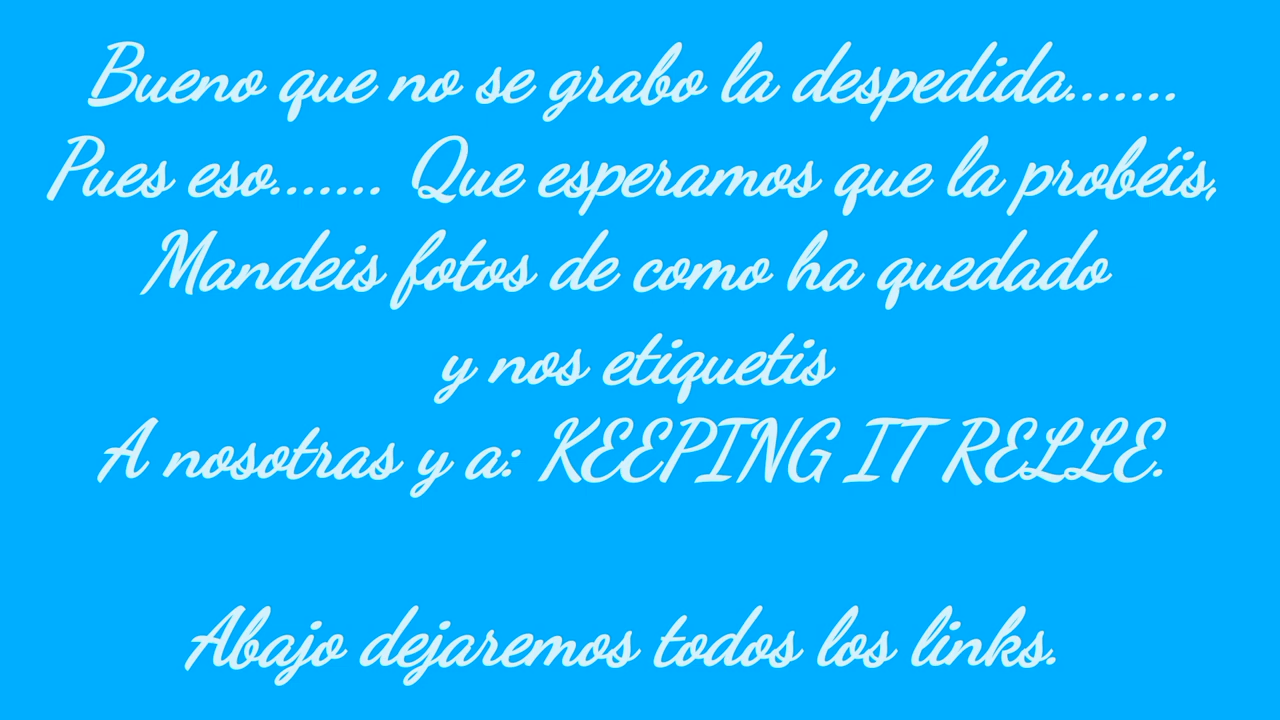 Bueno que no se grabo la despedida.......
Pues eso....... Que esperamos que la probéis,
Mandeis fotos de como ha quedado
y nos etiquetis
A nosotras y a: KEEPING IT RELLE.
Abajo dejaremos todos los links.